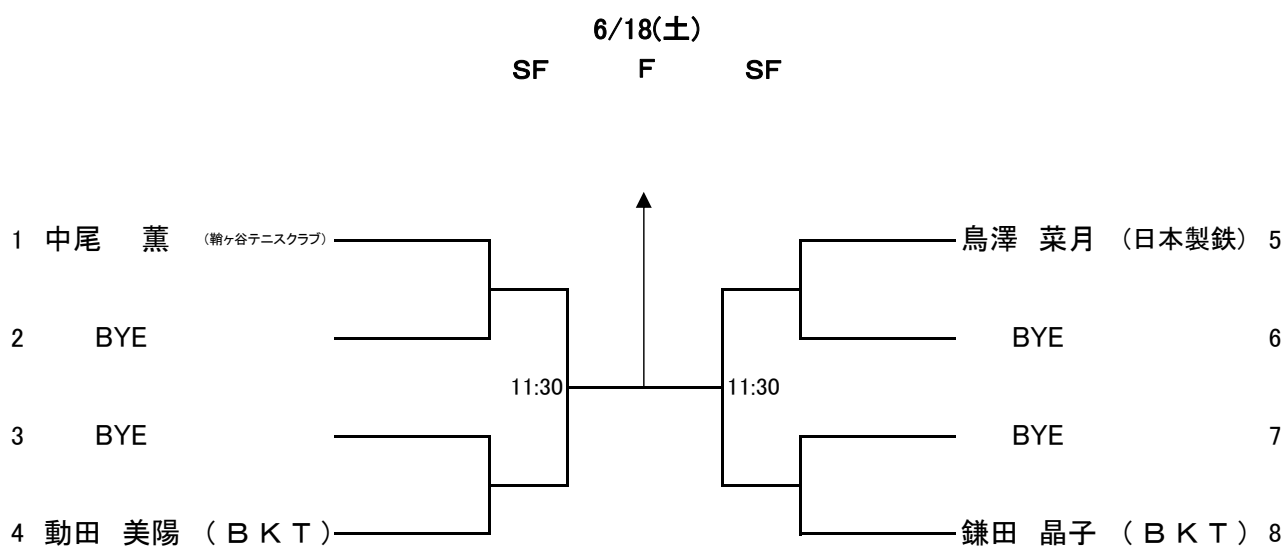 6/18(土)
SF F SF
1 中尾 薫 (鞘ヶ谷テニスクラブ) 鳥澤 菜月 (日本製鉄) 5
2 BYE BYE 6
11:30 11:30
3 BYE BYE 7
4 動田 美陽 (BKT) 鎌田 晶子 (BKT) 8